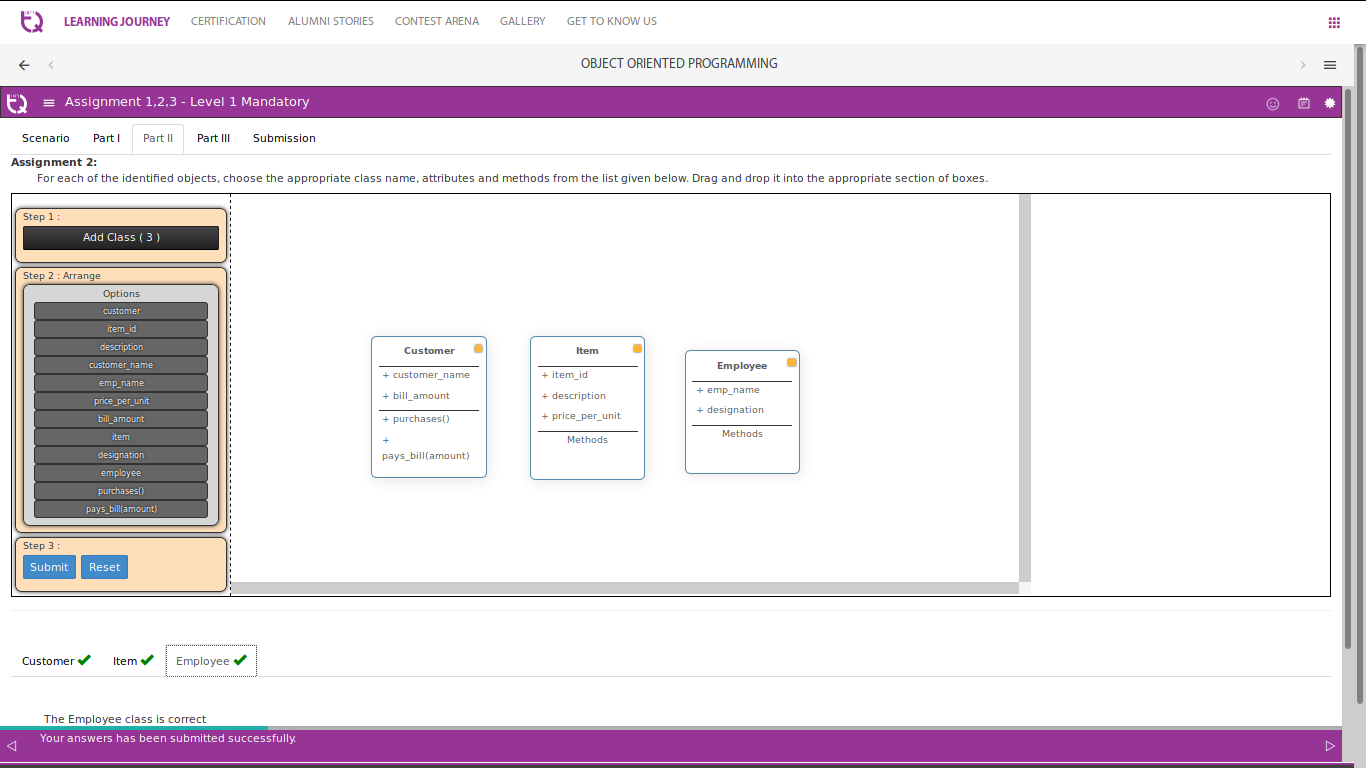 LEARNING JOURNEY CERTIFICATION ALUMNI STORIES CONTEST ARENA GALLERY GET TO KNOW US
OBJECT ORIENTED PROGRAMMING
Assignment 1,2,3 - Level 1 Mandatory
Scenario Part I Part II Part III Submission
Assignment 2:
For each of the identified objects, choose the appropriate class name, attributes and methods from the list given below. Drag and drop it into the appropriate section of boxes.
Step 1 :
Add Class ( 3 )
Step 2 : Arrange
Options
customer
item_id
description
customer_name
emp_name
price_per_unit
bill_amount
item
designation
employee
purchases()
pays_bill(amount)
Step 3 :
Submit Reset
Customer
+ customer_name
+ bill_amount
+ purchases()
+
pays_bill(amount)
Item
+ item_id
+ description
+ price_per_unit
Methods
Employee
+ emp_name
+ designation
Methods
Customer Item Employee
The Employee class is correct
Your answers has been submitted successfully.